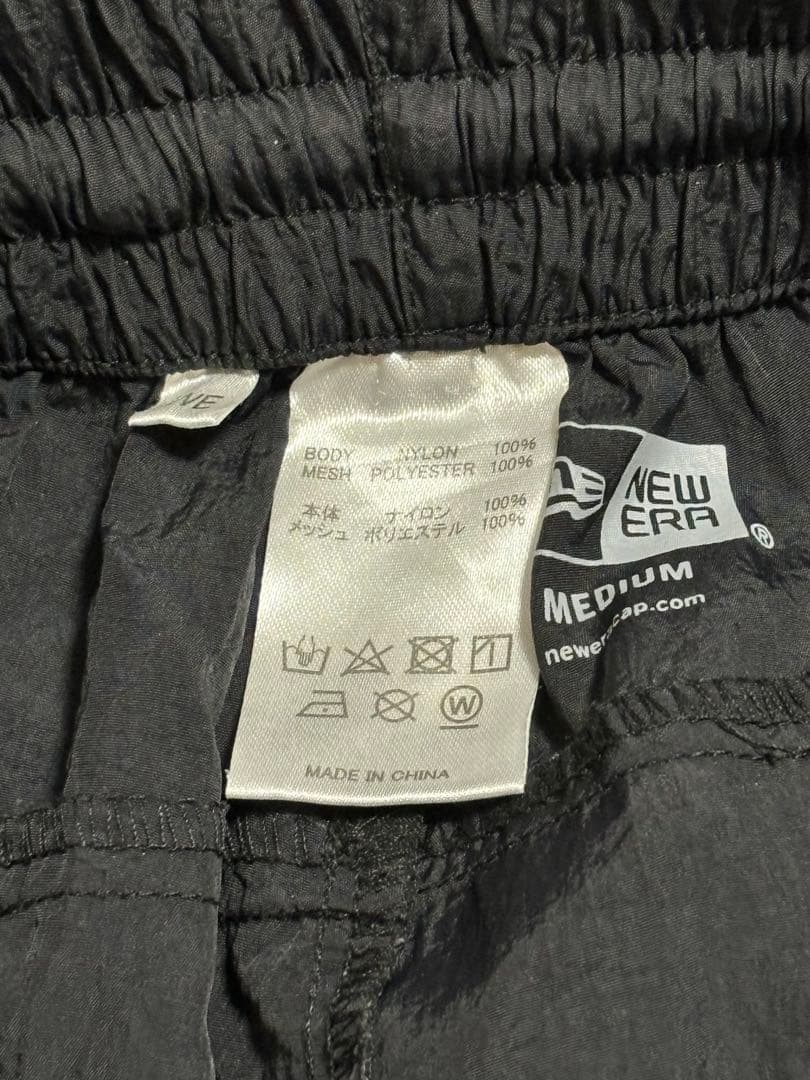 NE
BODY NYLON 100%
MESH POLYESTER 100%
本体 ナイロン 100%
メッシュ ポリエステル 100%
W
MADE IN CHINA
NEW
ERA
®
MEDIUM